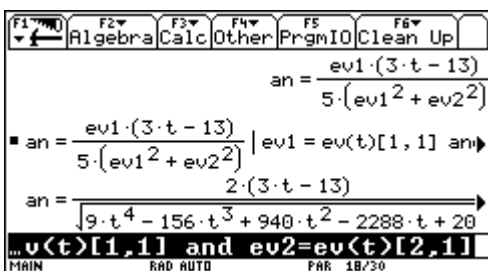 F1 F2 Algebra F3 Calc F4 Other F5 PrgmIO F6 Clean Up
an = ev1·(3·t - 13) / 5·(ev1² + ev2²)
▪ an = ev1·(3·t - 13) / 5·(ev1² + ev2²) | ev1 = ev(t)[1,1] an▸
an = 2·(3·t - 13) / √9·t⁴ - 156·t³ + 940·t² - 2288·t + 20▸
…v(t)[1,1] and ev2=ev(t)[2,1]
MAIN RAD AUTO PAR 18/30